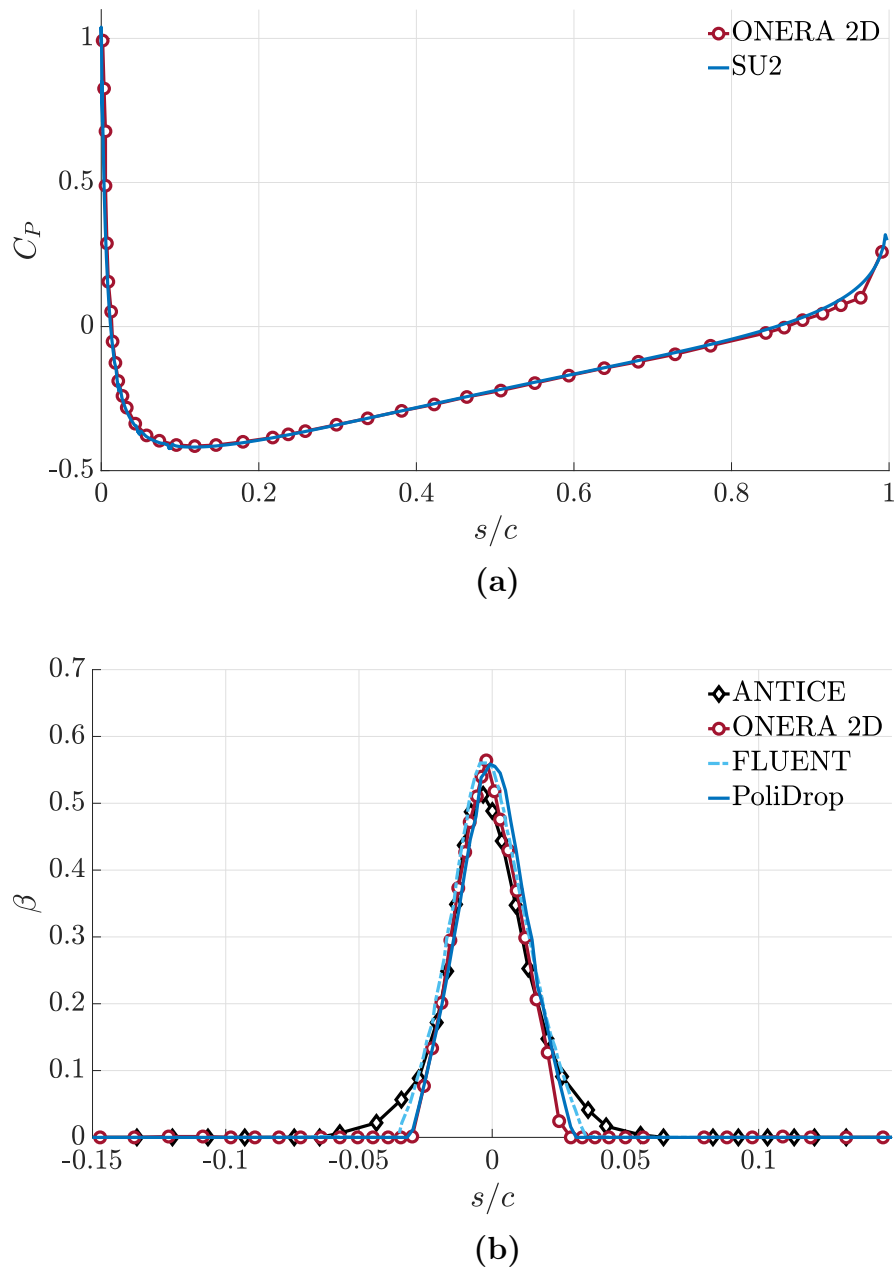 1
0.5
0
-0.5
C_P
ONERA 2D
SU2
0 0.2 0.4 0.6 0.8 1
s/c
(a)
0.7
0.6
0.5
0.4
0.3
0.2
0.1
0
β
ANTICE
ONERA 2D
FLUENT
PoliDrop
-0.15 -0.1 -0.05 0 0.05 0.1
s/c
(b)